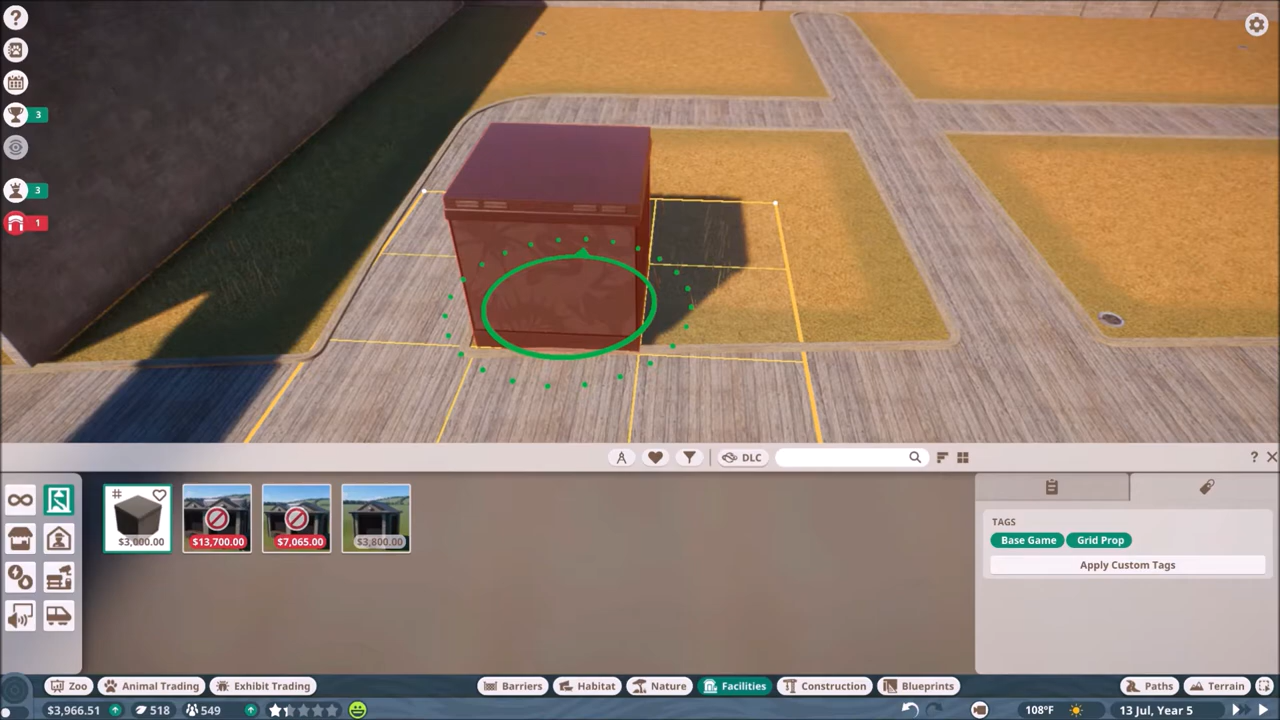 ?
3
3
1
DLC
? X
$3,000.00 $13,700.00 $7,065.00 $3,800.00
TAGS
Base Game Grid Prop
Apply Custom Tags
Zoo Animal Trading Exhibit Trading Barriers Habitat Nature Facilities Construction Blueprints Paths Terrain
$3,966.51 518 549 108°F 13 Jul, Year 5